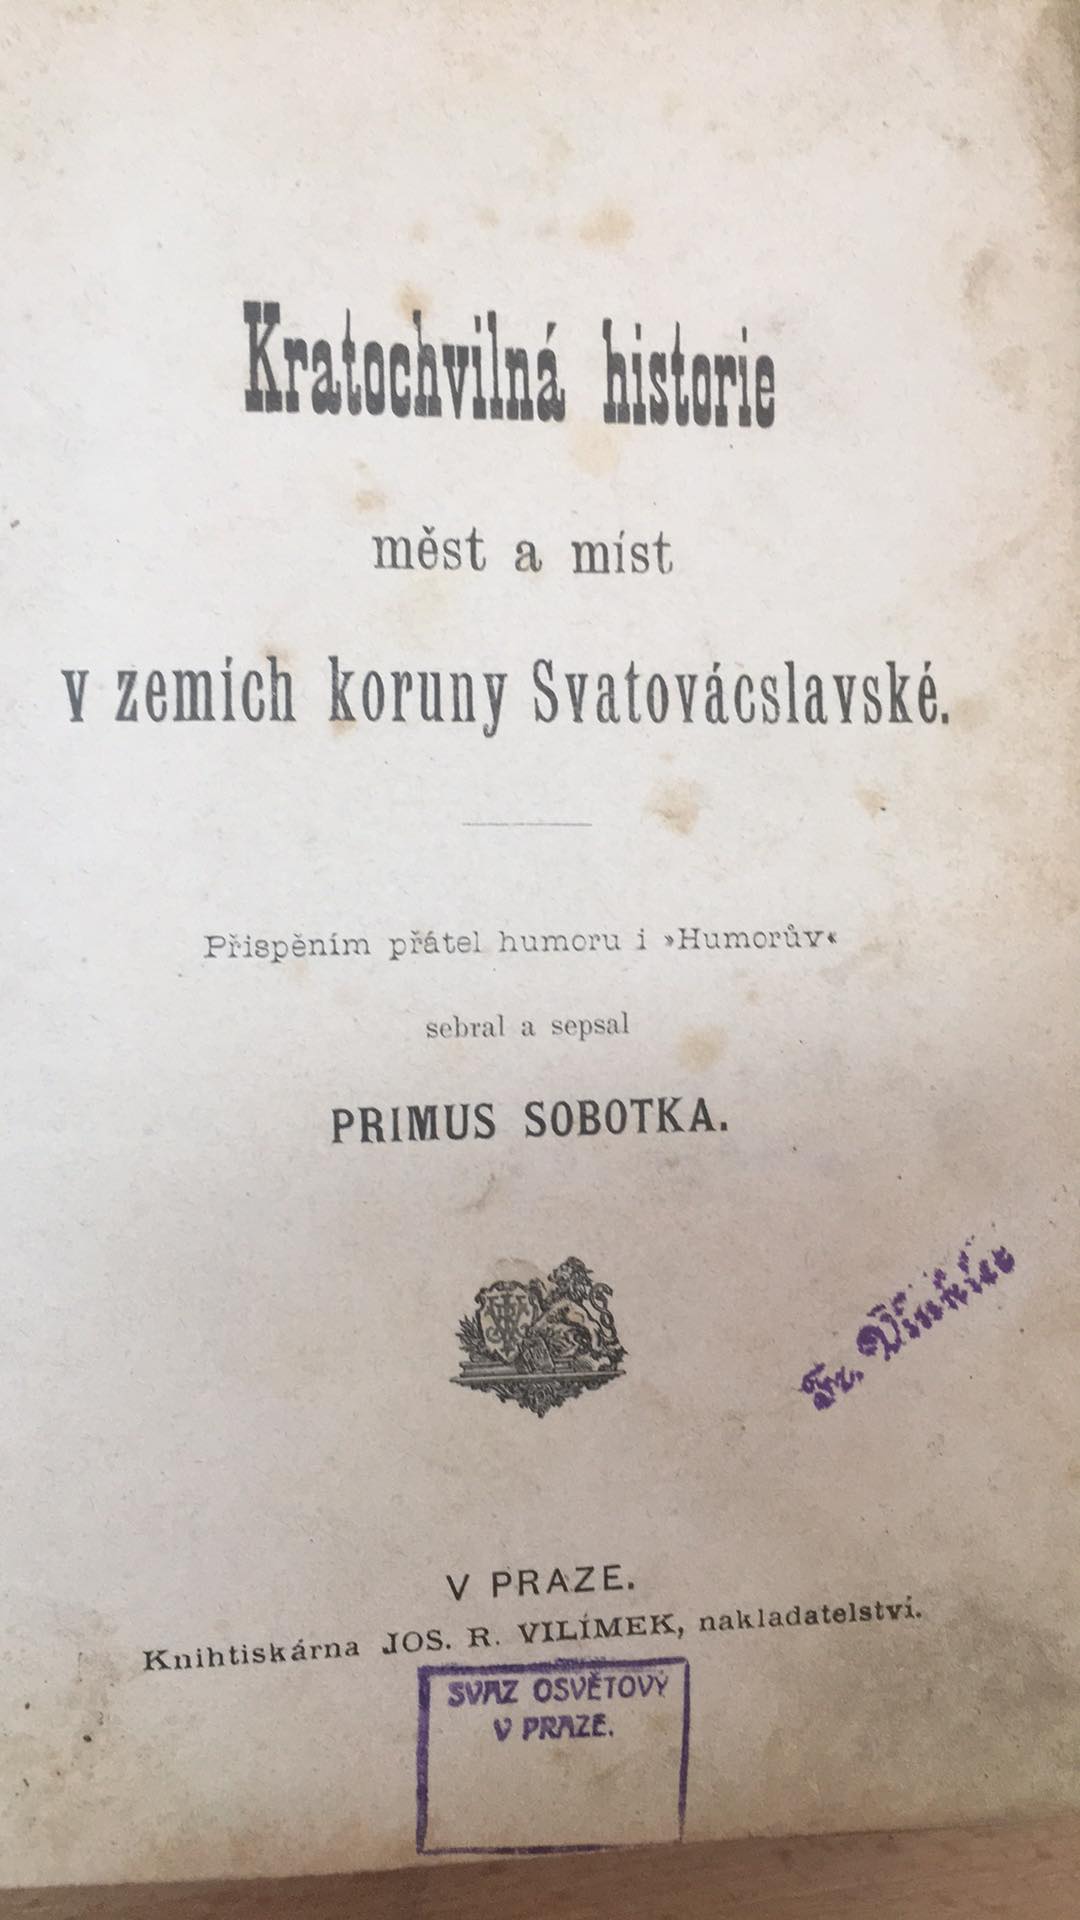 Kratochvilná historie
měst a míst
v zemích koruny Svatovácslavské.
Přispěním přátel humoru i »Humorův«
sebral a sepsal
PRIMUS SOBOTKA.
Fr.
V PRAZE.
Knihtiskárna JOS. R. VILÍMEK, nakladatelství.
SVAZ OSVĚTOVÝ
V PRAZE.